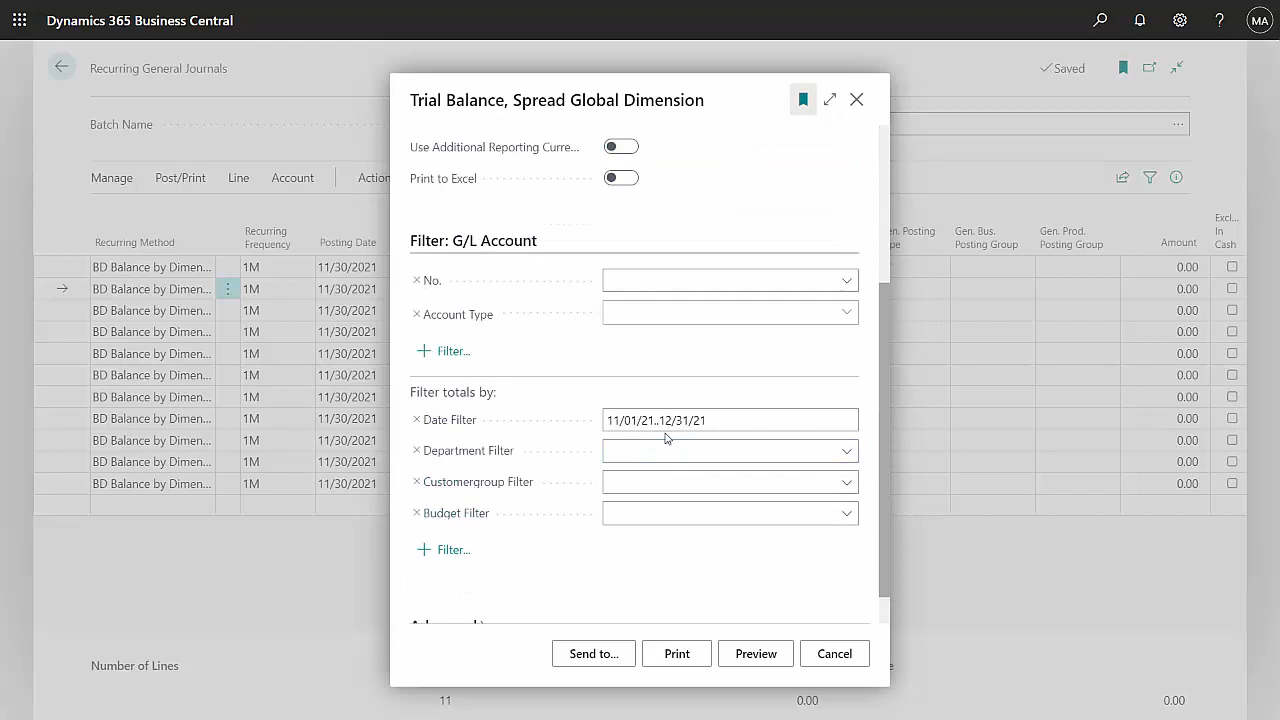 Dynamics 365 Business Central
MA
Recurring General Journals
Saved
Batch Name
Manage Post/Print Line Account Action
Recurring Method
Recurring Frequency
Posting Date
Gen. Bus. Posting Group
Gen. Prod. Posting Group
Amount
Excl... In Cash
BD Balance by Dimen... 1M 11/30/2021 0.00
BD Balance by Dimen... 1M 11/30/2021 0.00
BD Balance by Dimen... 1M 11/30/2021 0.00
BD Balance by Dimen... 1M 11/30/2021 0.00
BD Balance by Dimen... 1M 11/30/2021 0.00
BD Balance by Dimen... 1M 11/30/2021 0.00
BD Balance by Dimen... 1M 11/30/2021 0.00
BD Balance by Dimen... 1M 11/30/2021 0.00
BD Balance by Dimen... 1M 11/30/2021 0.00
BD Balance by Dimen... 1M 11/30/2021 0.00
BD Balance by Dimen... 1M 11/30/2021 0.00
Number of Lines
11 0.00 0.00
Trial Balance, Spread Global Dimension
Use Additional Reporting Curre...
Print to Excel
Filter: G/L Account
No.
Account Type
Filter...
Filter totals by:
Date Filter 11/01/21..12/31/21
Department Filter
Customergroup Filter
Budget Filter
Filter...
Send to... Print Preview Cancel